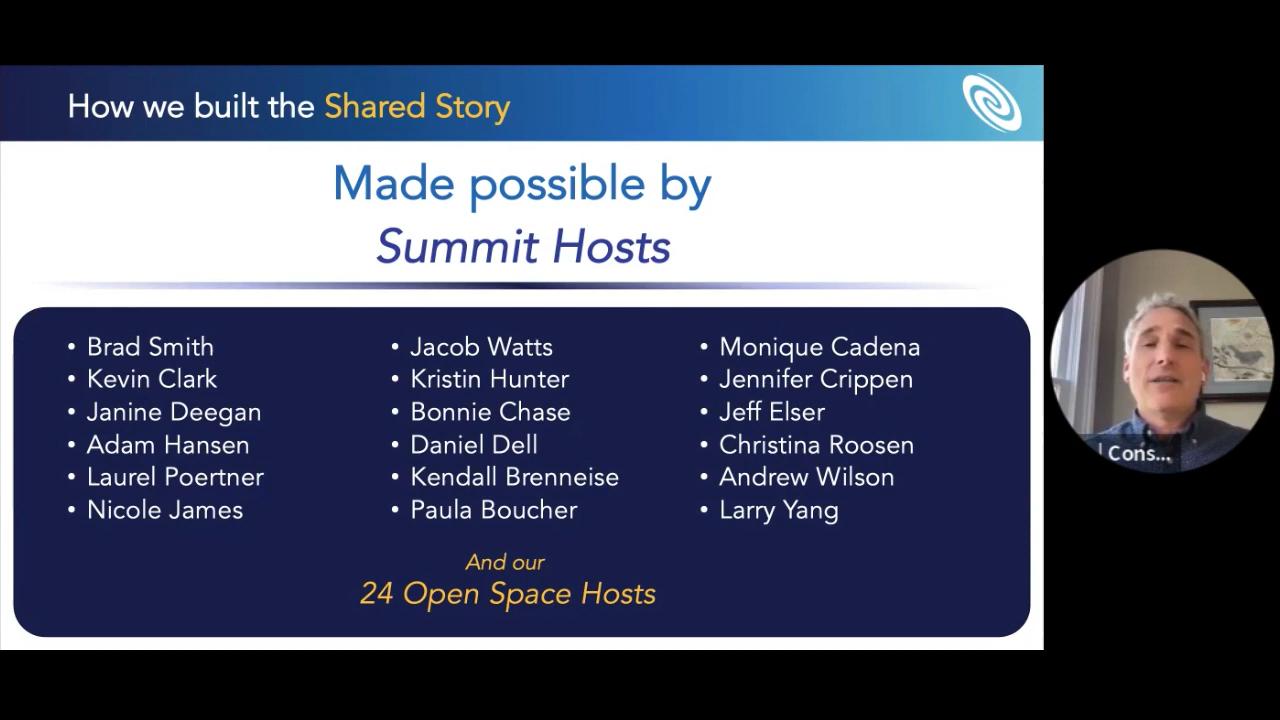 How we built the Shared Story
Made possible by
Summit Hosts
• Brad Smith
• Kevin Clark
• Janine Deegan
• Adam Hansen
• Laurel Poertner
• Nicole James
• Jacob Watts
• Kristin Hunter
• Bonnie Chase
• Daniel Dell
• Kendall Brenneise
• Paula Boucher
• Monique Cadena
• Jennifer Crippen
• Jeff Elser
• Christina Roosen
• Andrew Wilson
• Larry Yang
And our
24 Open Space Hosts
Cons...